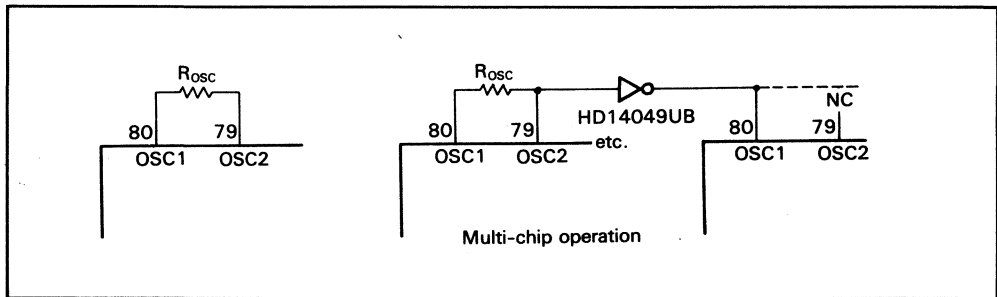 Rosc
80 79
OSC1 OSC2
Rosc
80 79
OSC1 OSC2
HD14049UB
etc.
NC
80 79
OSC1 OSC2
Multi-chip operation